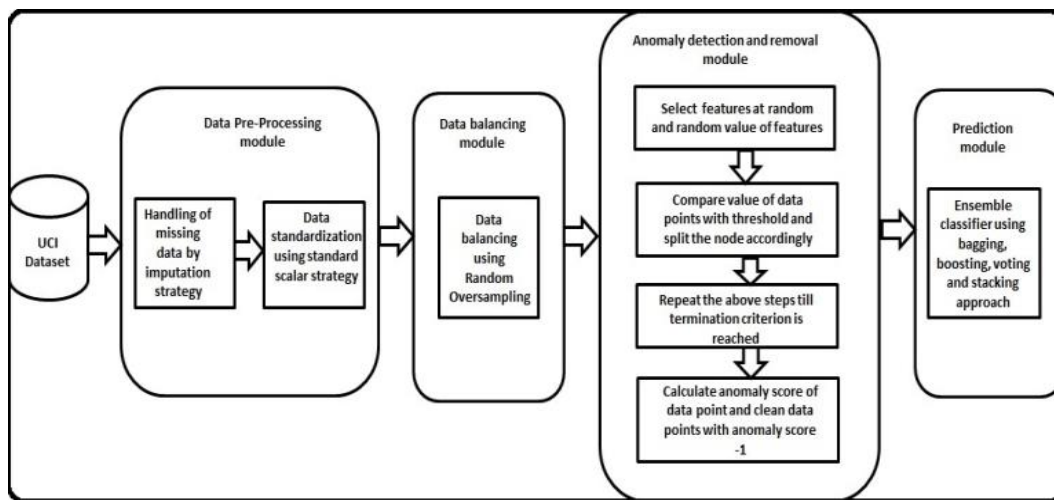 UCI
Dataset
Data Pre-Processing
module
Handling of
missing
data by
imputation
strategy
Data
standardization
using standard
scalar strategy
Data balancing
module
Data
balancing
using
Random
Oversampling
Anomaly detection and removal
module
Select features at random
and random value of features
Compare value of data
points with threshold and
split the node accordingly
Repeat the above steps till
termination criterion is
reached
Calculate anomaly score of
data point and clean data
points with anomaly score
-1
Prediction
module
Ensemble
classifier using
bagging,
boosting, voting
and stacking
approach